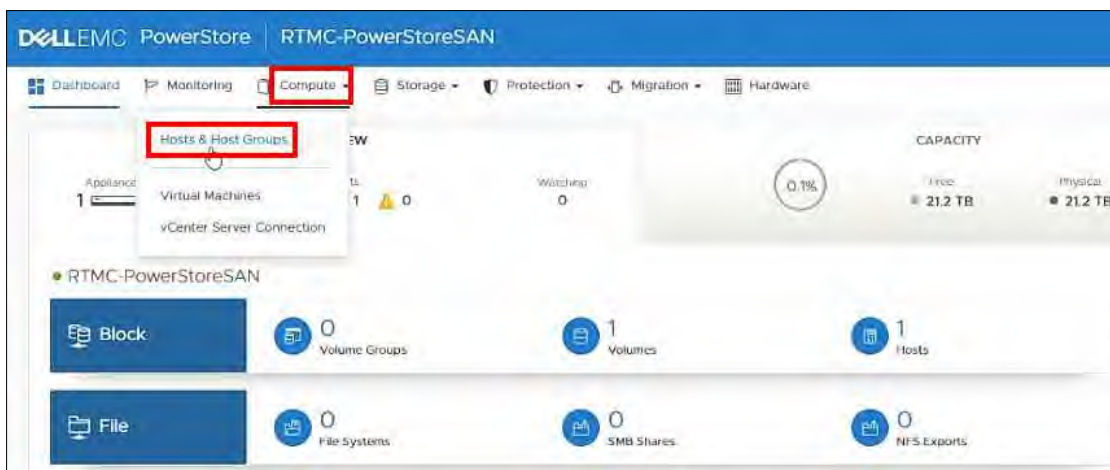 DELLEMC PowerStore | RTMC-PowerStoreSAN
Dashboard Monitoring Compute Storage Protection Migration Hardware
Hosts & Host Groups
EW
CAPACITY
Appliance
1
ts
1 0
Watching
0
0.1%
Free
21.2 TB
Physical
21.2 TB
Virtual Machines
vCenter Server Connection
RTMC-PowerStoreSAN
Block
0
Volume Groups
1
Volumes
1
Hosts
File
0
File Systems
0
SMB Shares
0
NFS Exports